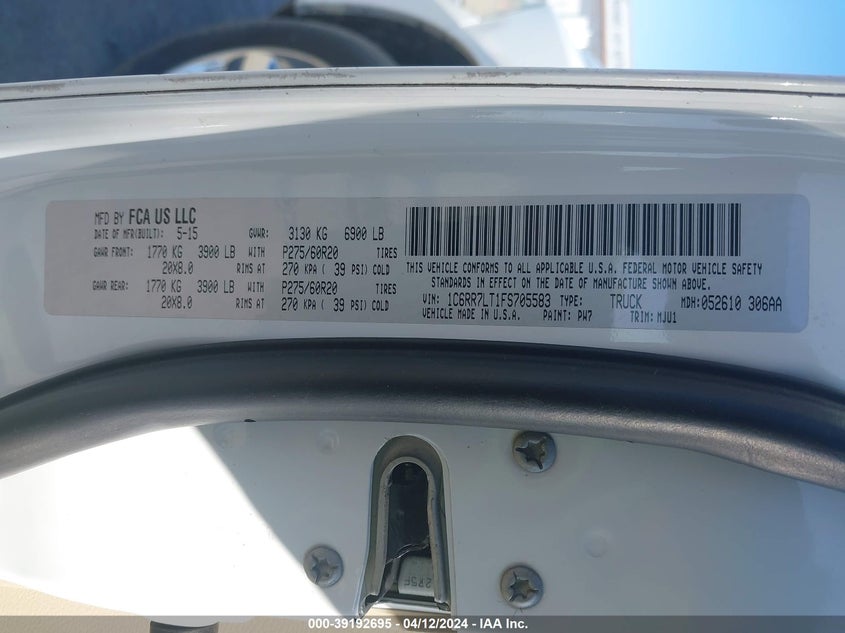 MFD BY FCA US LLC
DATE OF MFR(BUILT): 5-15 GVWR: 3130 KG 6900 LB
GAWR FRONT: 1770 KG 3900 LB WITH P275/60R20 TIRES
20X8.0 RIMS AT 270 KPA ( 39 PSI) COLD
GAWR REAR: 1770 KG 3900 LB WITH P275/60R20 TIRES
20X8.0 RIMS AT 270 KPA ( 39 PSI) COLD
THIS VEHICLE CONFORMS TO ALL APPLICABLE U.S.A. FEDERAL MOTOR VEHICLE SAFETY
STANDARDS IN EFFECT ON THE DATE OF MANUFACTURE SHOWN ABOVE.
VIN: 1C6RR7LT1FS705583 TYPE: TRUCK MDH: 052610 306AA
VEHICLE MADE IN U.S.A. PAINT: PW7 TRIM: MJU1
000-39192695 - 04/12/2024 - IAA Inc.